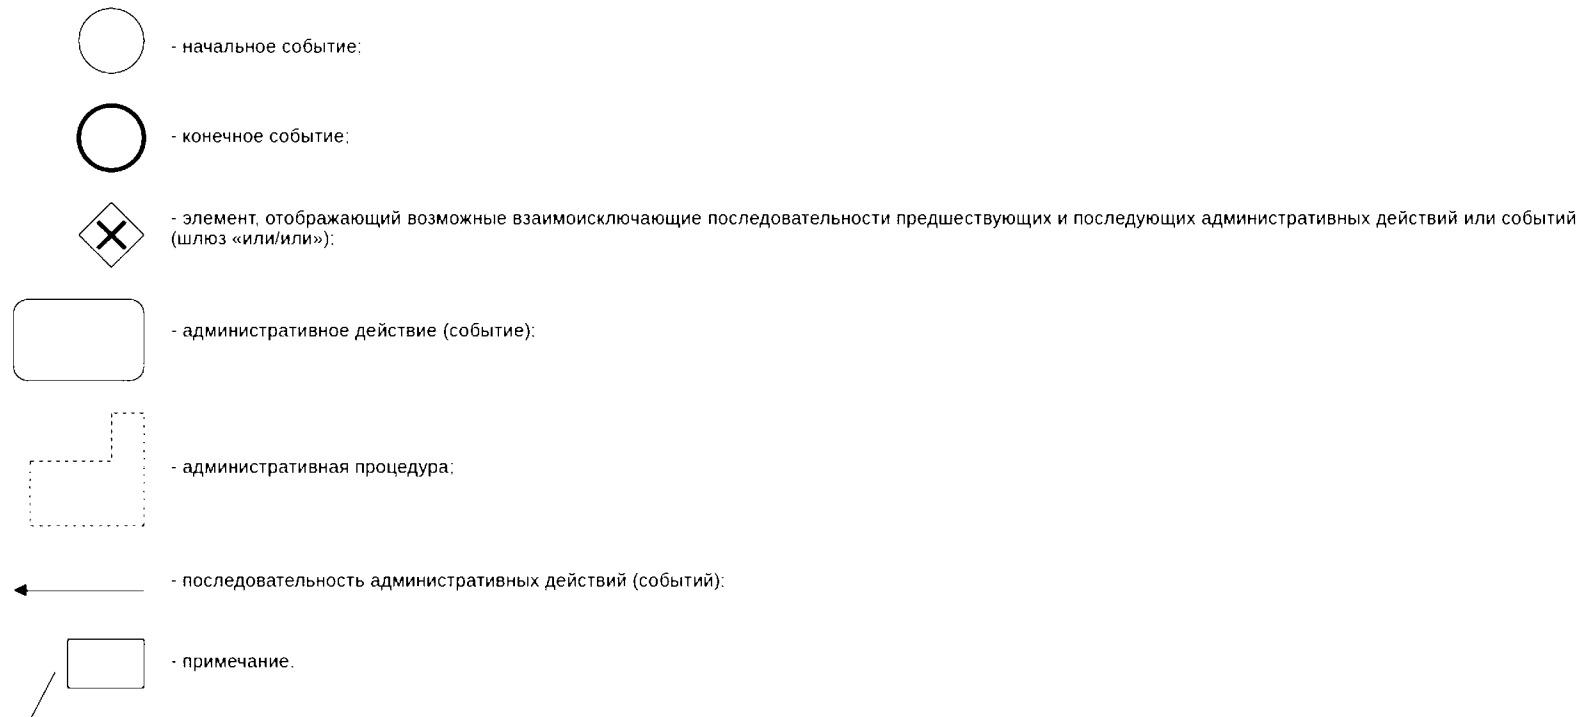 - начальное событие;
- конечное событие;
- элемент, отображающий возможные взаимоисключающие последовательности предшествующих и последующих административных действий или событий
(шлюз «или/или»);
- административное действие (событие);
- административная процедура;
- последовательность административных действий (событий);
- примечание.